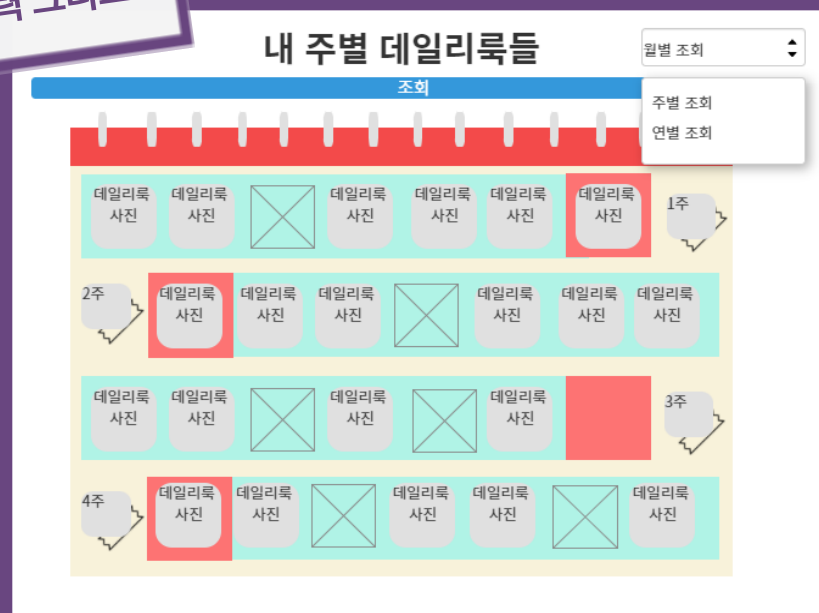 내 주별 데일리룩들
월별 조회
조회
주별 조회
연별 조회
데일리룩 데일리룩 데일리룩 데일리룩 데일리룩 데일리룩 1주
사진 사진 사진 사진 사진 사진
2주 데일리룩 데일리룩 데일리룩 데일리룩 데일리룩 데일리룩
사진 사진 사진 사진 사진 사진
데일리룩 데일리룩 데일리룩 데일리룩 3주
사진 사진 사진 사진
4주 데일리룩 데일리룩 데일리룩 데일리룩 데일리룩
사진 사진 사진 사진 사진